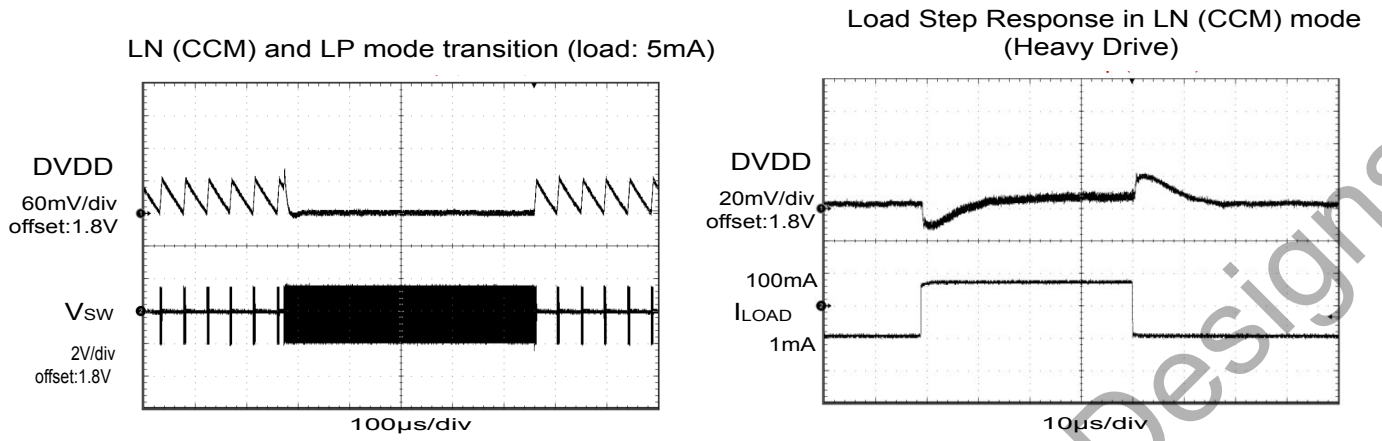 LN (CCM) and LP mode transition (load: 5mA)
DVDD
60mV/div
offset:1.8V
VSW
2V/div
offset:1.8V
100µs/div
Load Step Response in LN (CCM) mode
(Heavy Drive)
DVDD
20mV/div
offset:1.8V
100mA
ILOAD
1mA
10µs/div
Designs